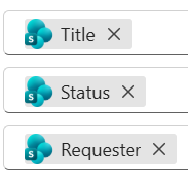 S Title ×
S Status ×
S Requester ×